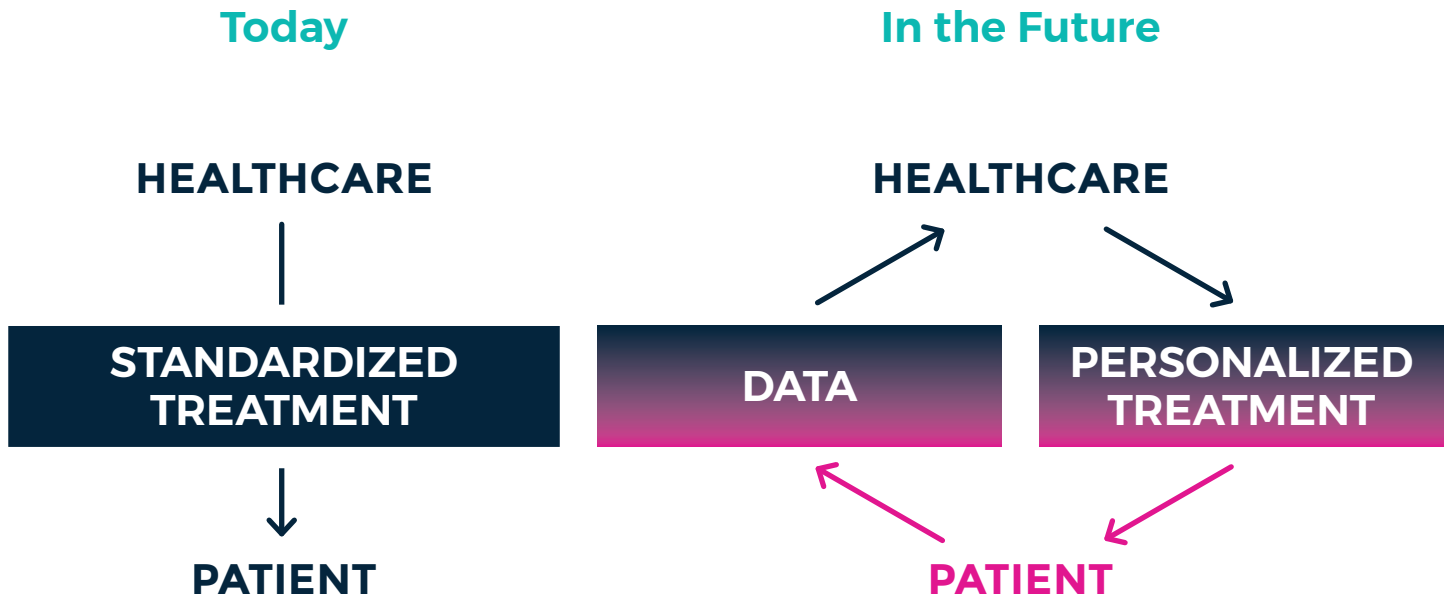 Today
HEALTHCARE
STANDARDIZED
TREATMENT
PATIENT
In the Future
HEALTHCARE
DATA
PERSONALIZED
TREATMENT
PATIENT